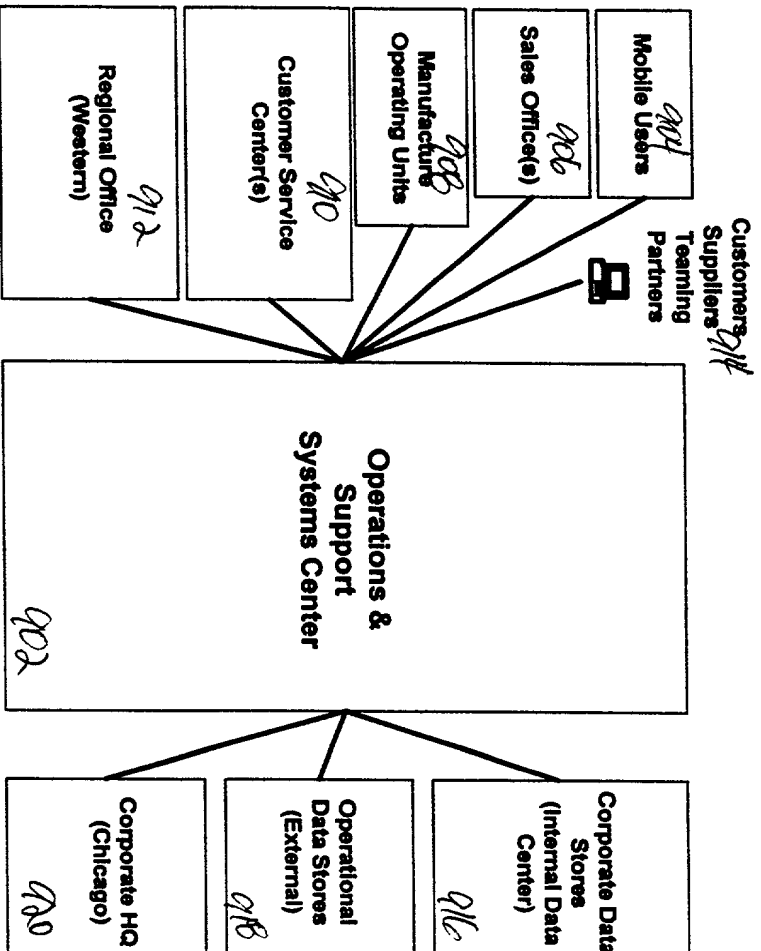 Customers
Suppliers 914
Teaming
Partners
Mobile Users
904
Sales Office(s)
906
Manufacture
Operating Units
908
Customer Service
Center(s)
910
Regional Office
(Western)
912
Operations &
Support
Systems Center
902
Corporate Data
Stores
(Internal Data
Center)
916
Operational
Data Stores
(External)
918
Corporate HQ
(Chicago)
920